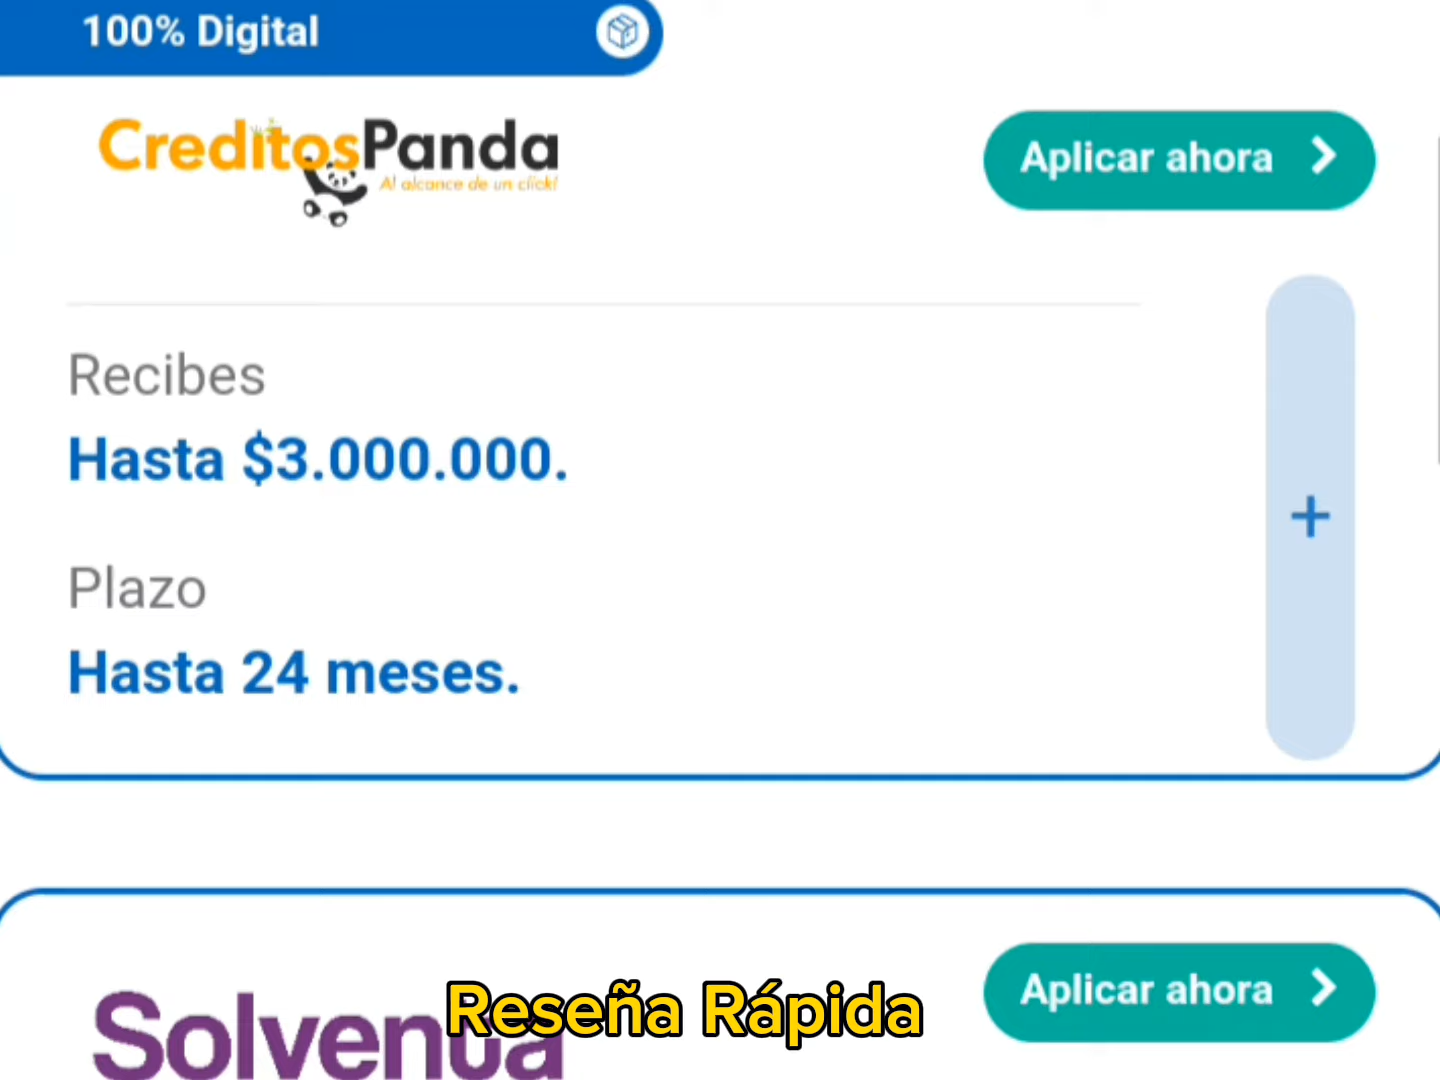 100% Digital
CreditosPanda
Al alcance de un click!
Aplicar ahora
Recibes
Hasta $3.000.000.
Plazo
Hasta 24 meses.
Aplicar ahora
Solventa
Reseña Rápida